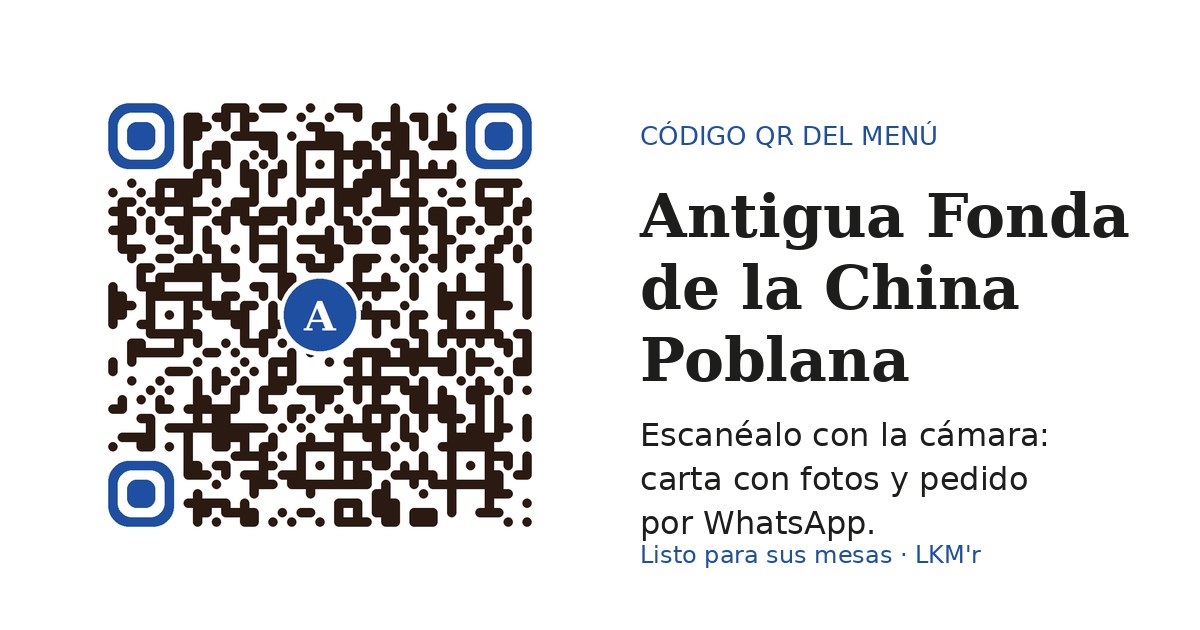 A
CÓDIGO QR DEL MENÚ
Antigua Fonda
de la China
Poblana
Escanéalo con la cámara:
carta con fotos y pedido
por WhatsApp.
Listo para sus mesas · LKM'r